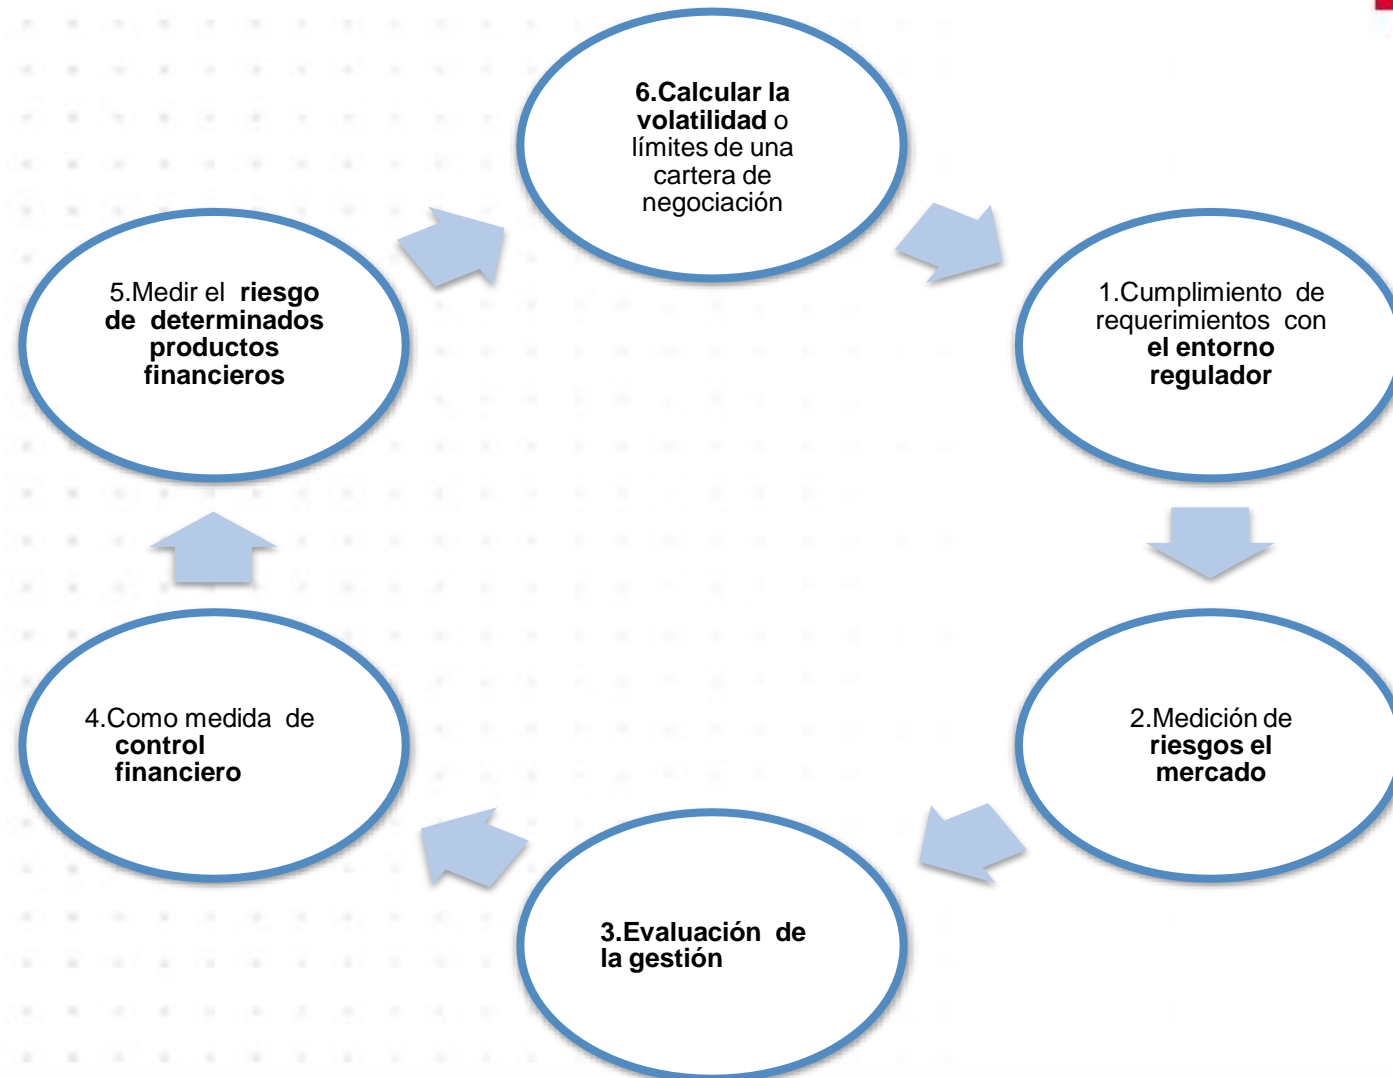 6.Calcular la
volatilidad o
límites de una
cartera de
negociación
5.Medir el riesgo
de determinados
productos
financieros
1.Cumplimiento de
requerimientos con
el entorno
regulador
4.Como medida de
control
financiero
2.Medición de
riesgos el
mercado
3.Evaluación de
la gestión